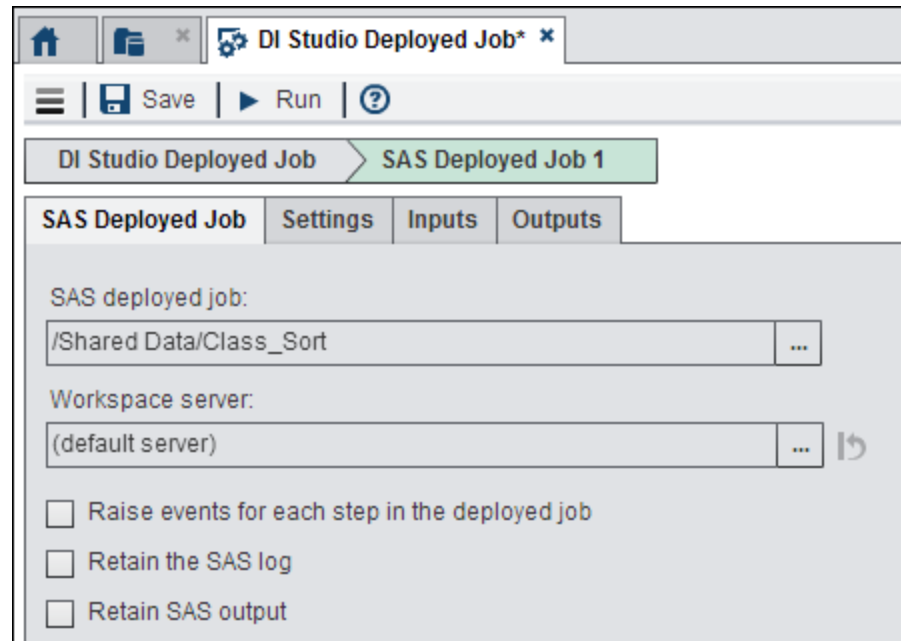 DI Studio Deployed Job*
Save Run
DI Studio Deployed Job SAS Deployed Job 1
SAS Deployed Job Settings Inputs Outputs
SAS deployed job:
/Shared Data/Class_Sort ...
Workspace server:
(default server) ...
Raise events for each step in the deployed job
Retain the SAS log
Retain SAS output